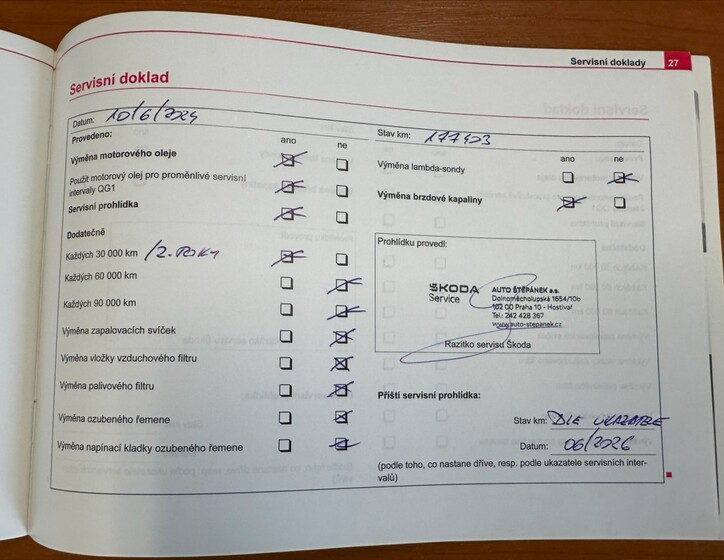 Servisní doklady 27
Servisní doklad
Datum: 10/6/2024
Provedeno:
ano ne
Výměna motorového oleje
Použit motorový olej pro proměnlivé servisní
intervaly QG1
Servisní prohlídka
Dodatečně
Každých 30 000 km /2. ROKY
Každých 60 000 km
Každých 90 000 km
Výměna zapalovacích svíček
Výměna vložky vzduchového filtru
Výměna palivového filtru
Výměna ozubeného řemene
Výměna napínací kladky ozubeného řemene
Stav km: 177403
ano ne
Výměna lambda-sondy
Výměna brzdové kapaliny
Prohlídku provedl:
ŠKODA
Service
AUTO ŠTĚPÁNEK a.s.
Dolnoměcholupská 1654/10b
102 00 Praha 10 - Hostivař
Tel.: 242 428 367
www.auto-stepanek.cz
Razítko servisu Škoda
Příští servisní prohlídka:
Stav km: DLE UKAZATELE
Datum: 06/2026
(podle toho, co nastane dříve, resp. podle ukazatele servisních inter-
valů)